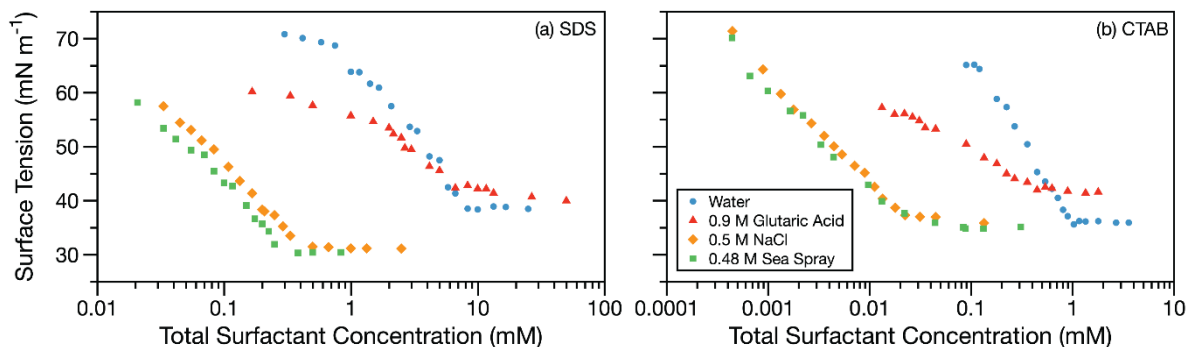 (a) SDS
(b) CTAB
Surface Tension (mN m⁻¹)
70
60
50
40
30
0.01
0.1
1
10
100
Total Surfactant Concentration (mM)
Water
0.9 M Glutaric Acid
0.5 M NaCl
0.48 M Sea Spray
0.0001
0.001
0.01
0.1
1
10
Total Surfactant Concentration (mM)